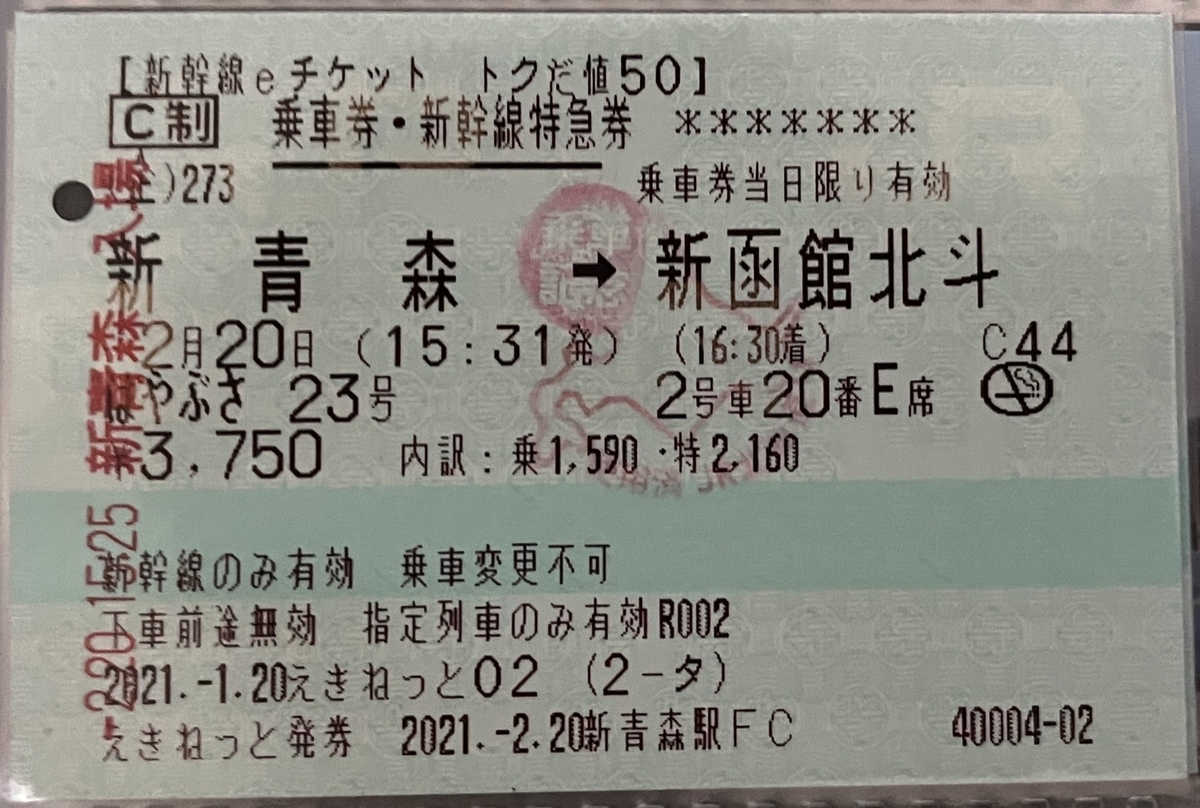 [新幹線eチケット トクだ値50]
C制 乗車券・新幹線特急券 *******
273 乗車券当日限り有効
新青森 → 新函館北斗
2月20日 (15:31発) (16:30着) C44
はやぶさ 23号 2号車20番E席
3,750 内訳:乗1,590・特2,160
新幹線のみ有効 乗車変更不可
下車前途無効 指定列車のみ有効R002
2021.-1.20えきねっと02 (2-タ)
えきねっと発券 2021.-2.20新青森駅FC 40004-02
-220-1525 新青森 入場